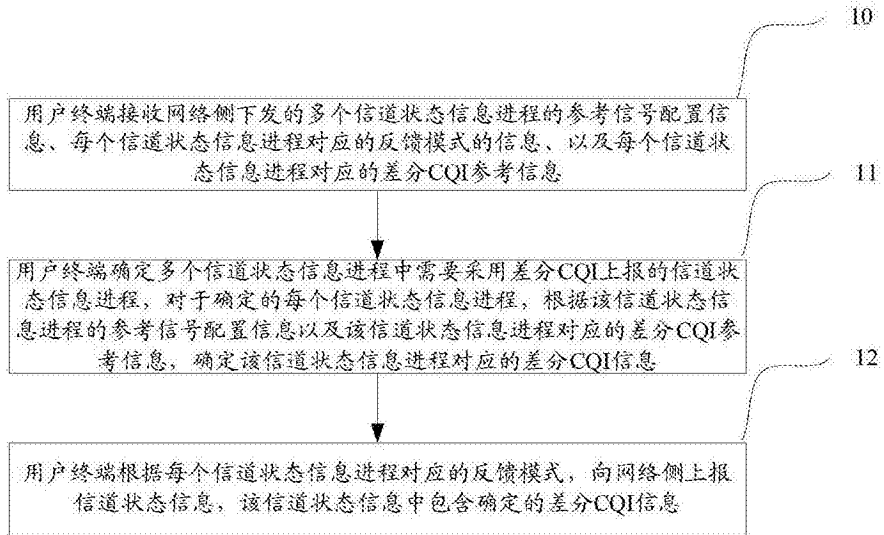 10
用户终端接收网络侧下发的多个信道状态信息进程的参考信号配置信
息、每个信道状态信息进程对应的反馈模式的信息、以及每个信道状
态信息进程对应的差分CQI参考信息
11
用户终端确定多个信道状态信息进程中需要采用差分CQI上报的信道状
态信息进程，对于确定的每个信道状态信息进程，根据该信道状态信
息进程的参考信号配置信息以及该信道状态信息进程对应的差分CQI参
考信息，确定该信道状态信息进程对应的差分CQI信息
12
用户终端根据每个信道状态信息进程对应的反馈模式，向网络侧上报
信道状态信息，该信道状态信息中包含确定的差分CQI信息